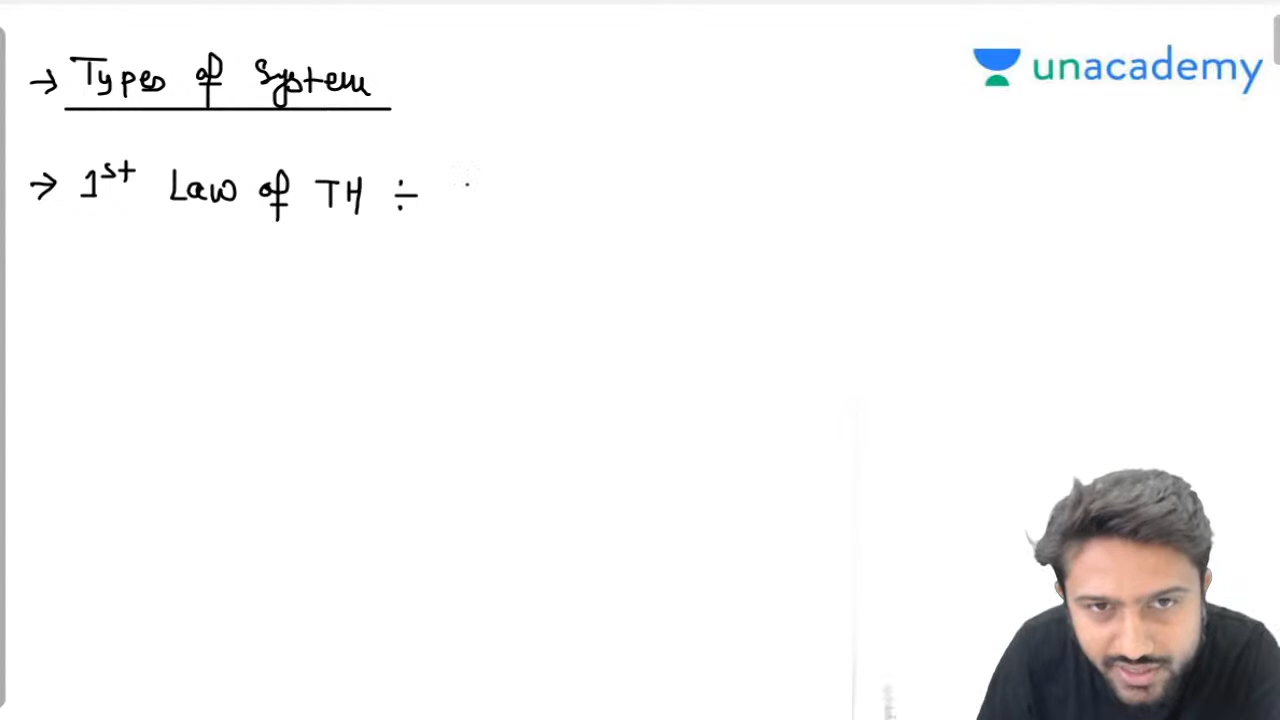 → Types of System
unacademy
→ 1st Law of TH ÷